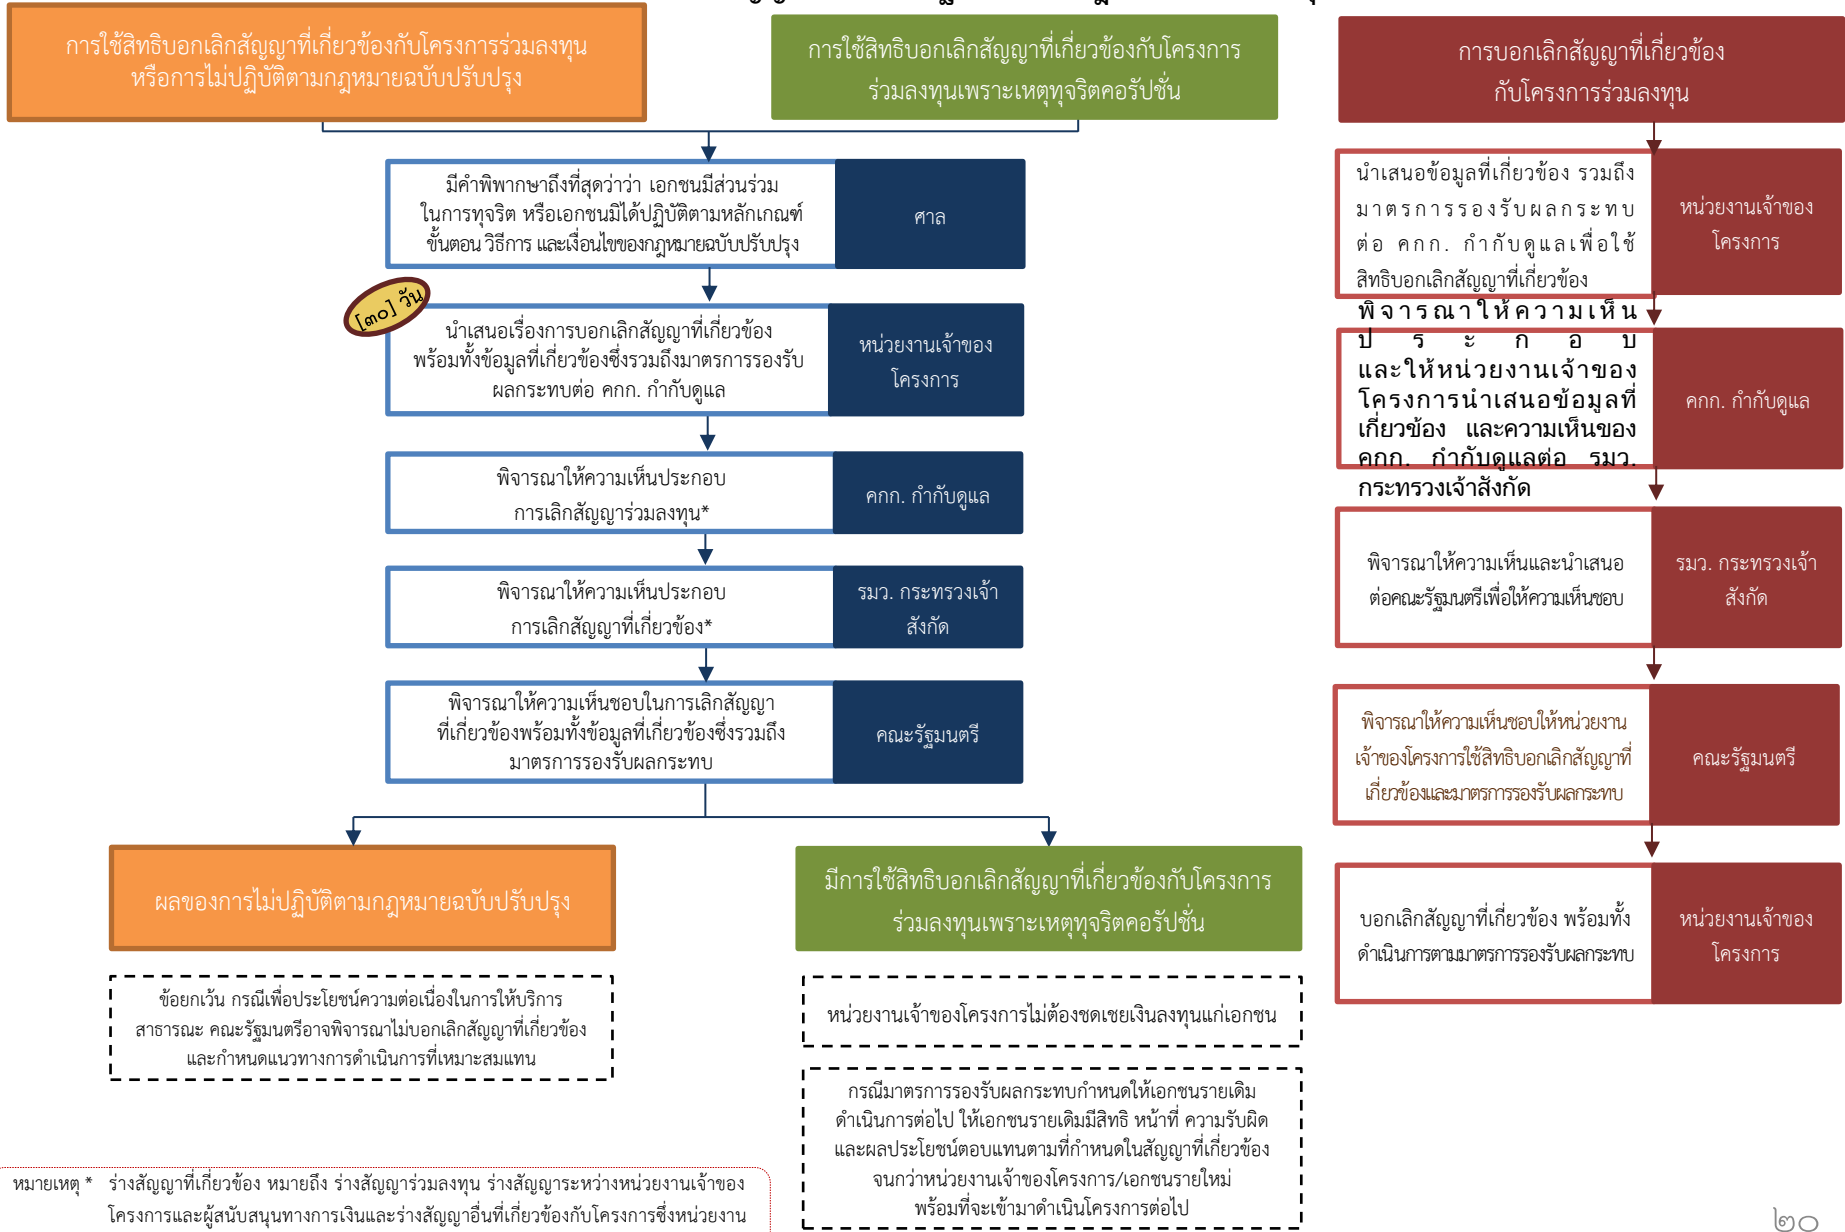 การใช้สิทธิบอกเลิกสัญญาที่เกี่ยวข้องกับโครงการร่วมลงทุน
หรือการไม่ปฏิบัติตามกฎหมายฉบับปรับปรุง
การใช้สิทธิบอกเลิกสัญญาที่เกี่ยวข้องกับโครงการ
ร่วมลงทุนเพราะเหตุทุจริตคอรัปชั่น
มีคำพิพากษาถึงที่สุดว่าว่า เอกชนมีส่วนร่วม
ในการทุจริต หรือเอกชนมิได้ปฏิบัติตามหลักเกณฑ์
ขั้นตอน วิธีการ และเงื่อนไขของกฎหมายฉบับปรับปรุง
ศาล
[๓๐] วัน
นำเสนอเรื่องการบอกเลิกสัญญาที่เกี่ยวข้อง
พร้อมทั้งข้อมูลที่เกี่ยวข้องซึ่งรวมถึงมาตรการรองรับ
ผลกระทบต่อ คกก. กำกับดูแล
หน่วยงานเจ้าของ
โครงการ
พิจารณาให้ความเห็นประกอบ
การเลิกสัญญาร่วมลงทุน*
คกก. กำกับดูแล
พิจารณาให้ความเห็นประกอบ
การเลิกสัญญาที่เกี่ยวข้อง*
รมว. กระทรวงเจ้า
สังกัด
พิจารณาให้ความเห็นชอบในการเลิกสัญญา
ที่เกี่ยวข้องพร้อมทั้งข้อมูลที่เกี่ยวข้องซึ่งรวมถึง
มาตรการรองรับผลกระทบ
คณะรัฐมนตรี
ผลของการไม่ปฏิบัติตามกฎหมายฉบับปรับปรุง
มีการใช้สิทธิบอกเลิกสัญญาที่เกี่ยวข้องกับโครงการ
ร่วมลงทุนเพราะเหตุทุจริตคอรัปชั่น
ข้อยกเว้น กรณีเพื่อประโยชน์ความต่อเนื่องในการให้บริการ
สาธารณะ คณะรัฐมนตรีอาจพิจารณาไม่บอกเลิกสัญญาที่เกี่ยวข้อง
และกำหนดแนวทางการดำเนินการที่เหมาะสมแทน
หน่วยงานเจ้าของโครงการไม่ต้องชดเชยเงินลงทุนแก่เอกชน
กรณีมาตรการรองรับผลกระทบกำหนดให้เอกชนรายเดิม
ดำเนินการต่อไป ให้เอกชนรายเดิมมีสิทธิ หน้าที่ ความรับผิด
และผลประโยชน์ตอบแทนตามที่กำหนดในสัญญาที่เกี่ยวข้อง
จนกว่าหน่วยงานเจ้าของโครงการ/เอกชนรายใหม่
พร้อมที่จะเข้ามาดำเนินโครงการต่อไป
การบอกเลิกสัญญาที่เกี่ยวข้อง
กับโครงการร่วมลงทุน
นำเสนอข้อมูลที่เกี่ยวข้อง รวมถึง
มาตรการรองรับผลกระทบ
ต่อ คกก. กำกับดูแลเพื่อใช้
สิทธิบอกเลิกสัญญาที่เกี่ยวข้อง
หน่วยงานเจ้าของ
โครงการ
พิจารณาให้ความเห็น
ประกอบ
และให้หน่วยงานเจ้าของ
โครงการนำเสนอข้อมูลที่
เกี่ยวข้อง และความเห็นของ
คกก. กำกับดูแลต่อ รมว.
กระทรวงเจ้าสังกัด
คกก. กำกับดูแล
พิจารณาให้ความเห็นและนำเสนอ
ต่อคณะรัฐมนตรีเพื่อให้ความเห็นชอบ
รมว. กระทรวงเจ้า
สังกัด
พิจารณาให้ความเห็นชอบให้หน่วยงาน
เจ้าของโครงการใช้สิทธิบอกเลิกสัญญาที่
เกี่ยวข้องและมาตรการรองรับผลกระทบ
คณะรัฐมนตรี
บอกเลิกสัญญาที่เกี่ยวข้อง พร้อมทั้ง
ดำเนินการตามมาตรการรองรับผลกระทบ
หน่วยงานเจ้าของ
โครงการ
หมายเหตุ * ร่างสัญญาที่เกี่ยวข้อง หมายถึง ร่างสัญญาร่วมลงทุน ร่างสัญญาระหว่างหน่วยงานเจ้าของ
โครงการและผู้สนับสนุนทางการเงินและร่างสัญญาอื่นที่เกี่ยวข้องกับโครงการซึ่งหน่วยงาน
๒๐